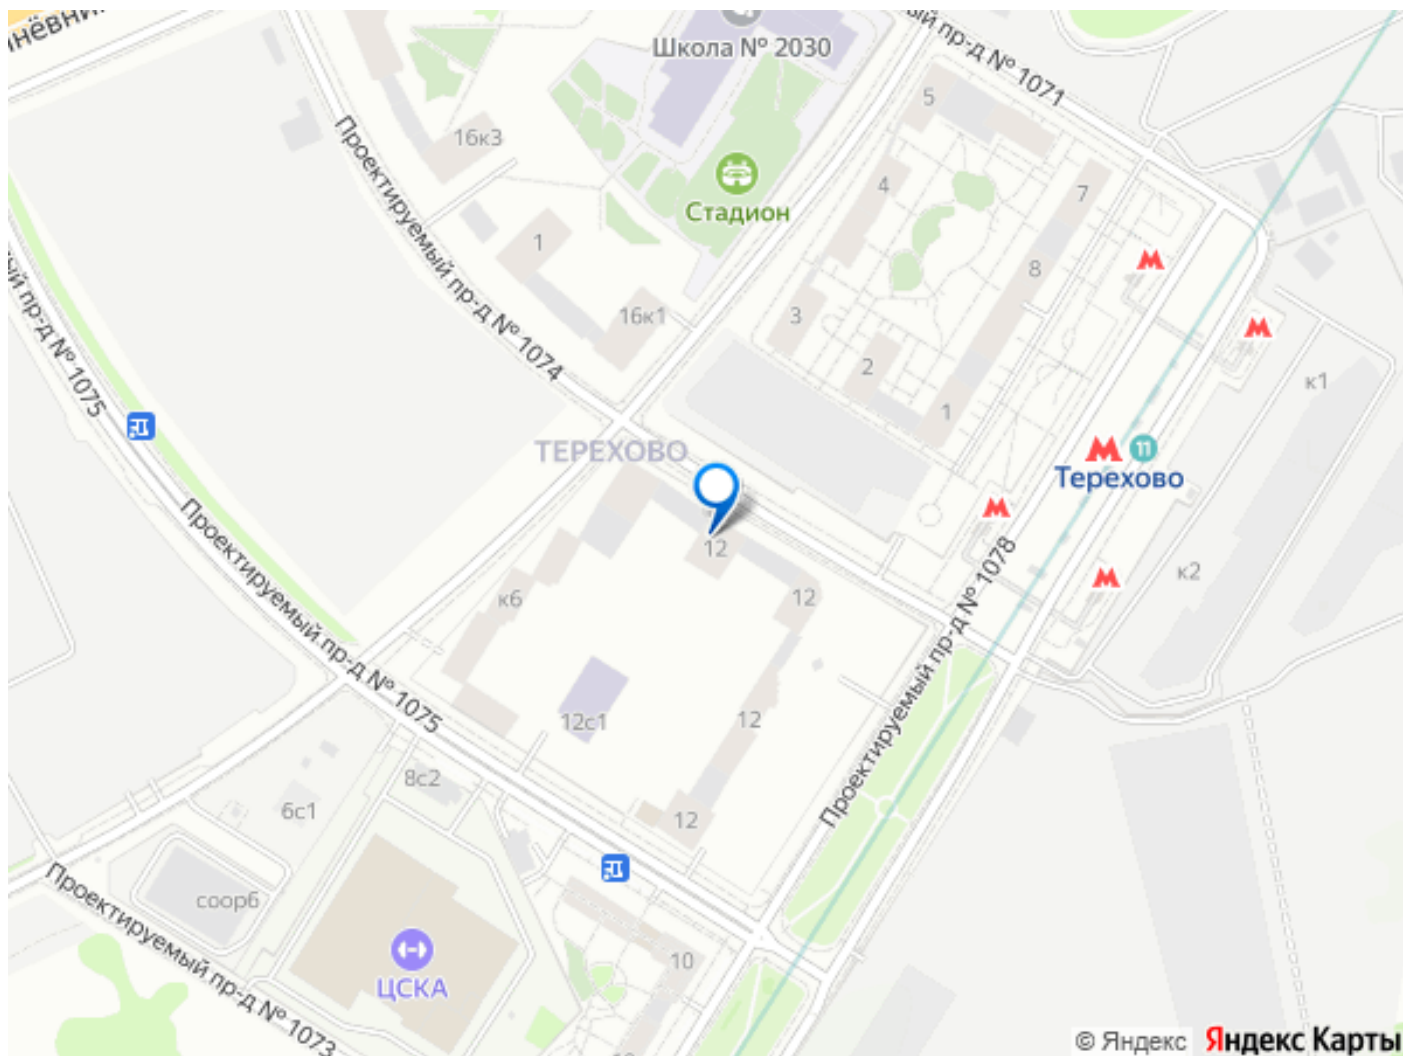 Школа № 2030
пр-д № 1071
5
16к3
7
4
Стадион
Проектируемый пр-д № 1074
1
8
16к1
3
к1
2
пр-д № 1075
1
ТЕРЕХОВО
11
Терехово
12
к2
Проектируемый пр-д № 1075
к6
12
Проектируемый пр-д № 1078
12с1
12
8с2
6с1
12
соор6
Проектируемый пр-д № 1073
10
ЦСКА
© Яндекс Яндекс Карты